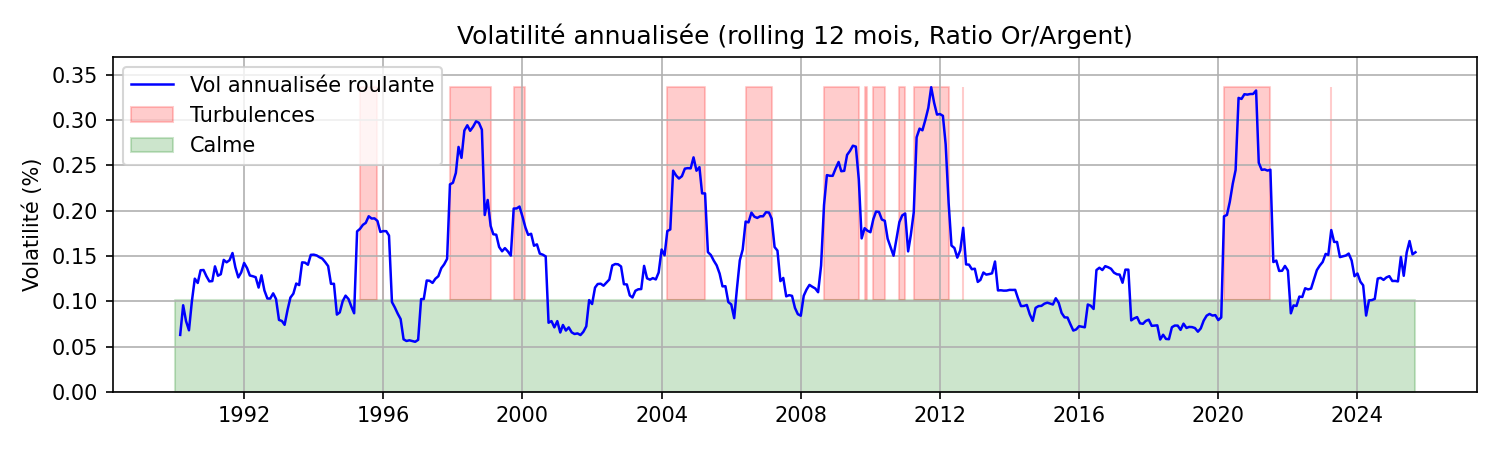 Volatilité annualisée (rolling 12 mois, Ratio Or/Argent)
Vol annualisée roulante
Turbulences
Calme
Volatilité (%)
0.35
0.30
0.25
0.20
0.15
0.10
0.05
0.00
1992 1996 2000 2004 2008 2012 2016 2020 2024